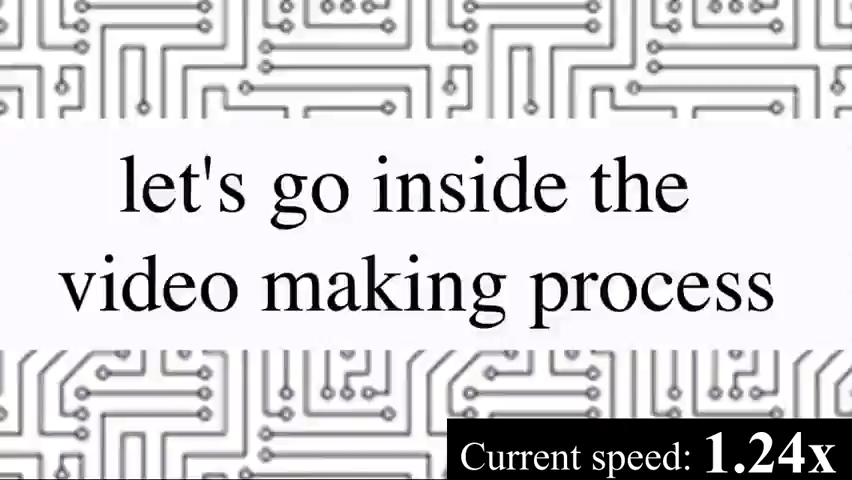 let's go inside the
video making process
Current speed: 1.24x